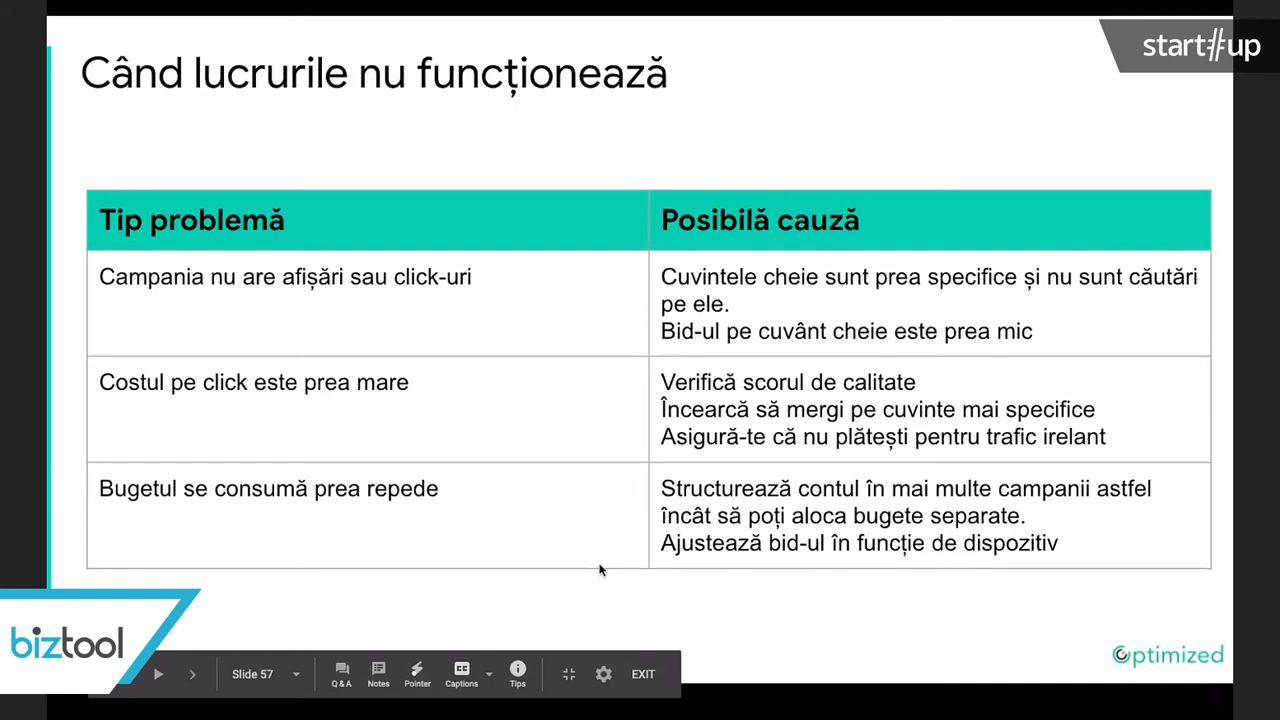 start#up
Când lucrurile nu funcționează
Tip problemă
Posibilă cauză
Campania nu are afișări sau click-uri
Cuvintele cheie sunt prea specifice și nu sunt căutări
pe ele.
Bid-ul pe cuvânt cheie este prea mic
Costul pe click este prea mare
Verifică scorul de calitate
Încearcă să mergi pe cuvinte mai specifice
Asigură-te că nu plătești pentru trafic irelant
Bugetul se consumă prea repede
Structurează contul în mai multe campanii astfel
încât să poți aloca bugete separate.
Ajustează bid-ul în funcție de dispozitiv
biztool
Slide 57
Q & A
Notes
Pointer
Captions
Tips
EXIT
Optimized